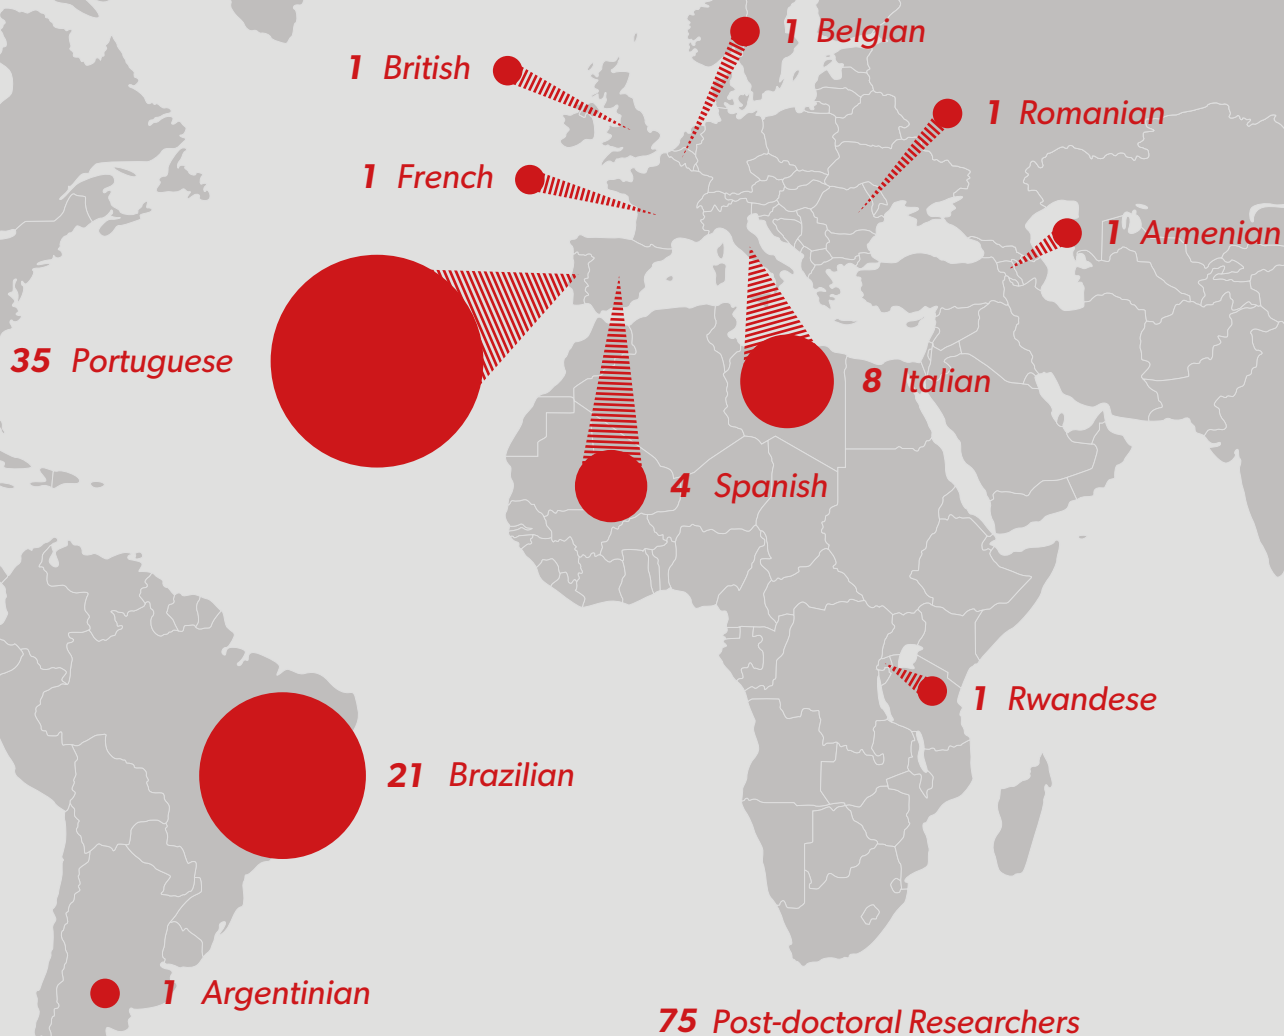 1 Belgian
1 British
1 Romanian
1 French
1 Armenian
35 Portuguese
8 Italian
4 Spanish
1 Rwandese
21 Brazilian
1 Argentinian
75 Post-doctoral Researchers